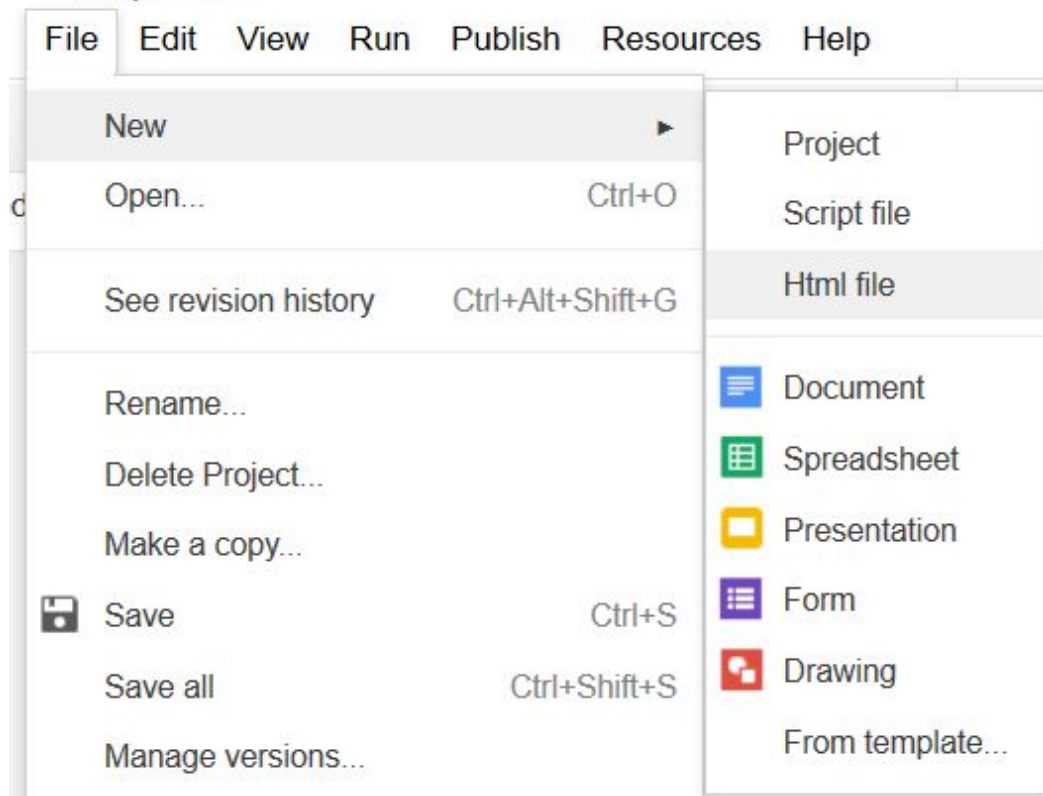 File Edit View Run Publish Resources Help
New
Open... Ctrl+O
See revision history Ctrl+Alt+Shift+G
Rename...
Delete Project...
Make a copy...
Save Ctrl+S
Save all Ctrl+Shift+S
Manage versions...
Project
Script file
Html file
Document
Spreadsheet
Presentation
Form
Drawing
From template...